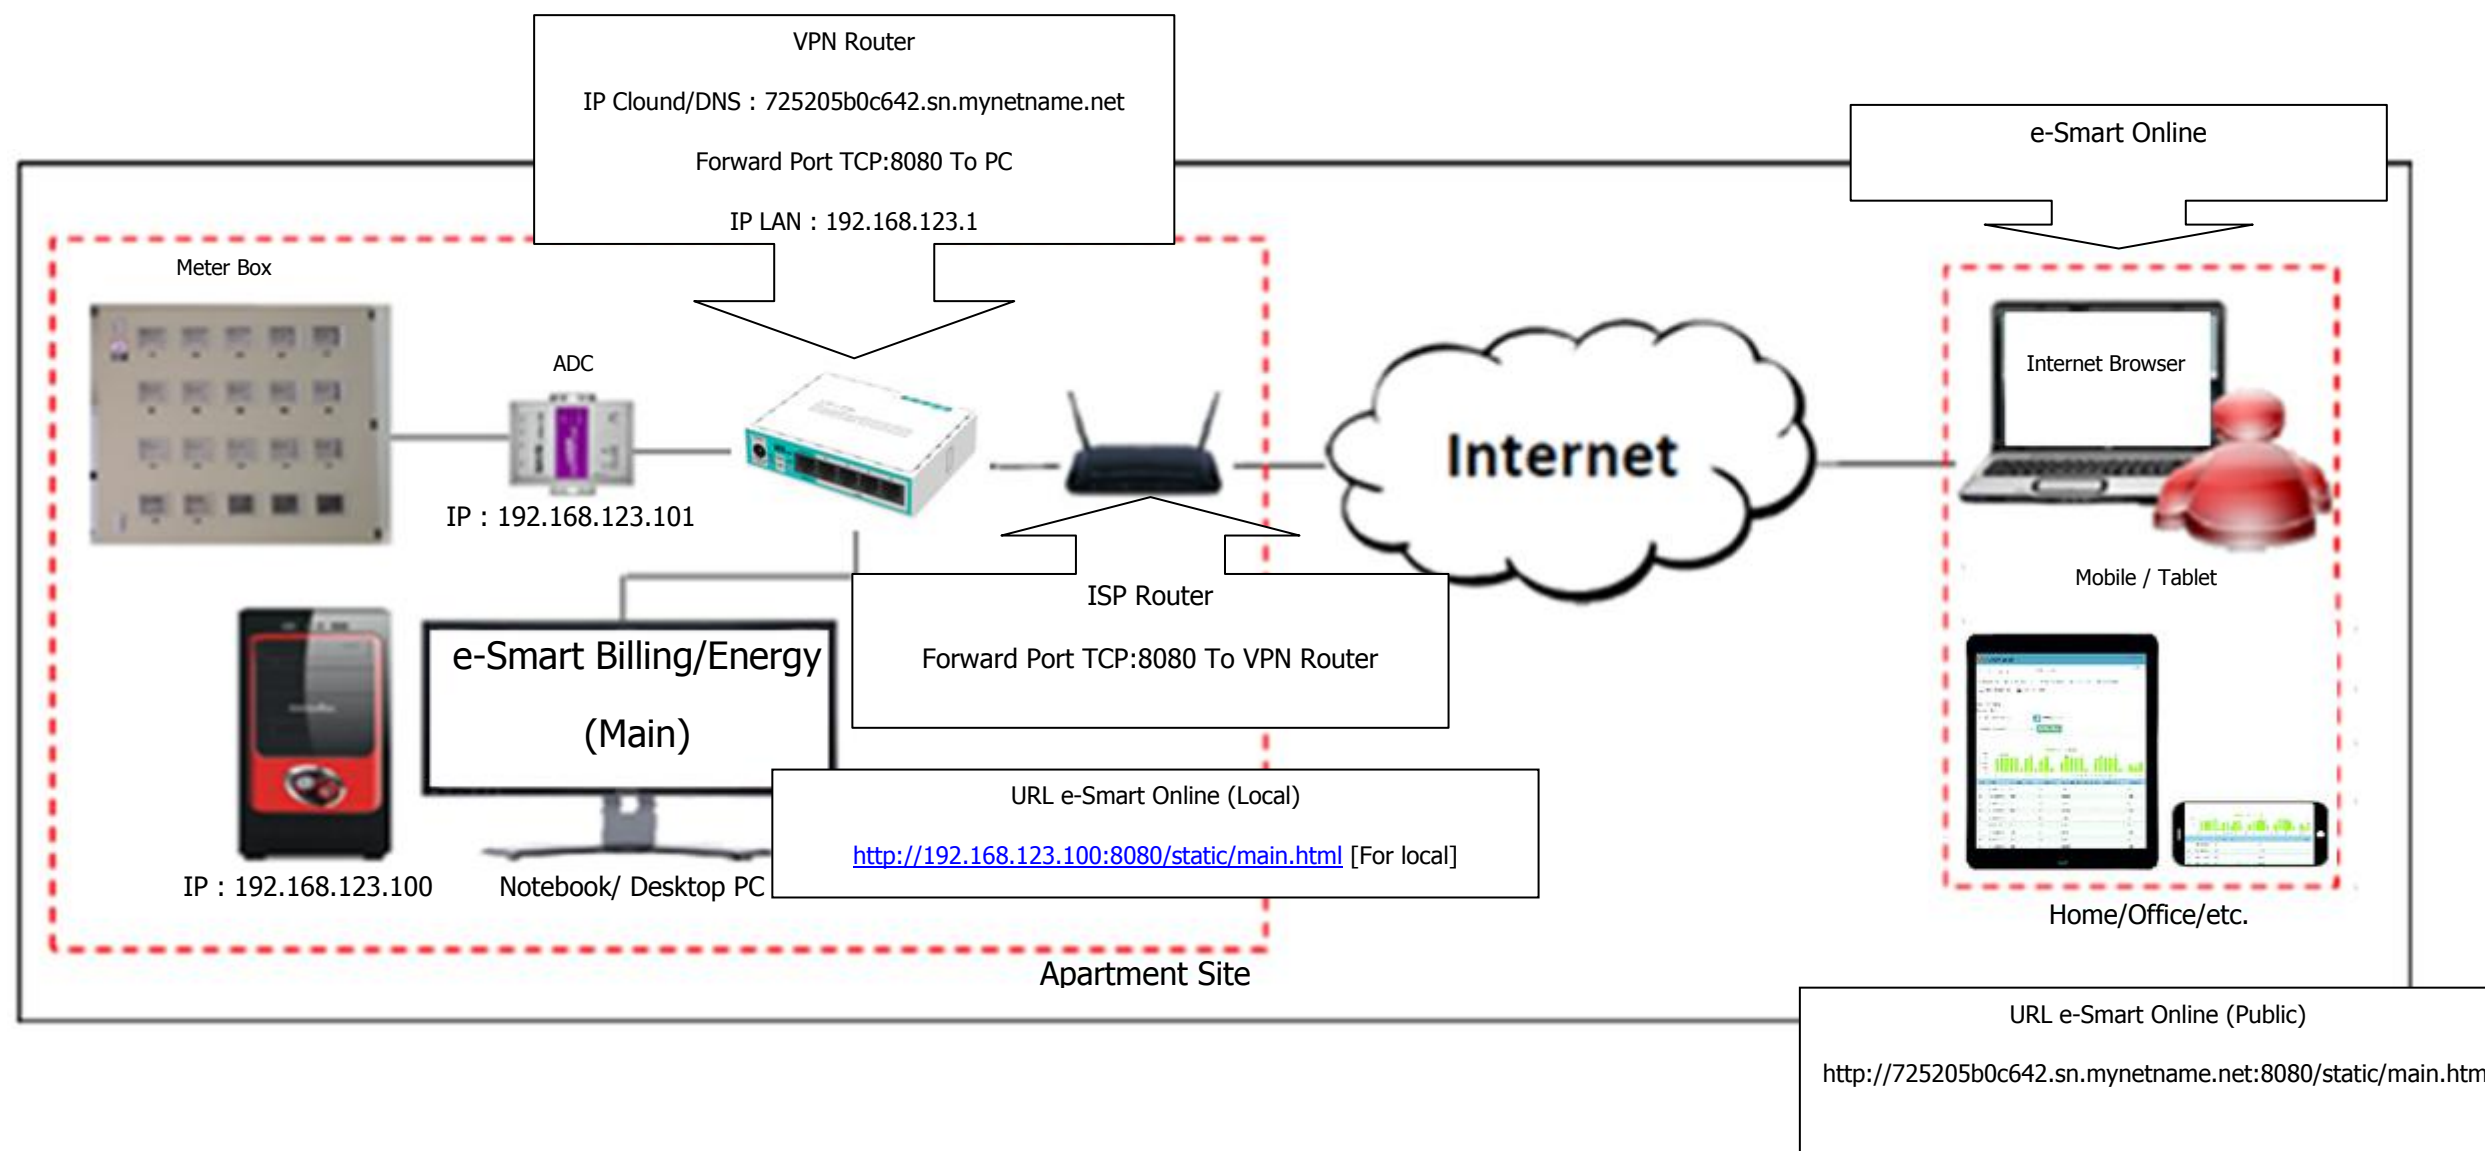 VPN Router
IP Clound/DNS : 725205b0c642.sn.mynetname.net
Forward Port TCP:8080 To PC
IP LAN : 192.168.123.1
e-Smart Online
Meter Box
ADC
IP : 192.168.123.101
Internet
Internet Browser
Mobile / Tablet
ISP Router
Forward Port TCP:8080 To VPN Router
e-Smart Billing/Energy
(Main)
URL e-Smart Online (Local)
http://192.168.123.100:8080/static/main.html [For local]
IP : 192.168.123.100
Notebook/ Desktop PC
Home/Office/etc.
Apartment Site
URL e-Smart Online (Public)
http://725205b0c642.sn.mynetname.net:8080/static/main.htm